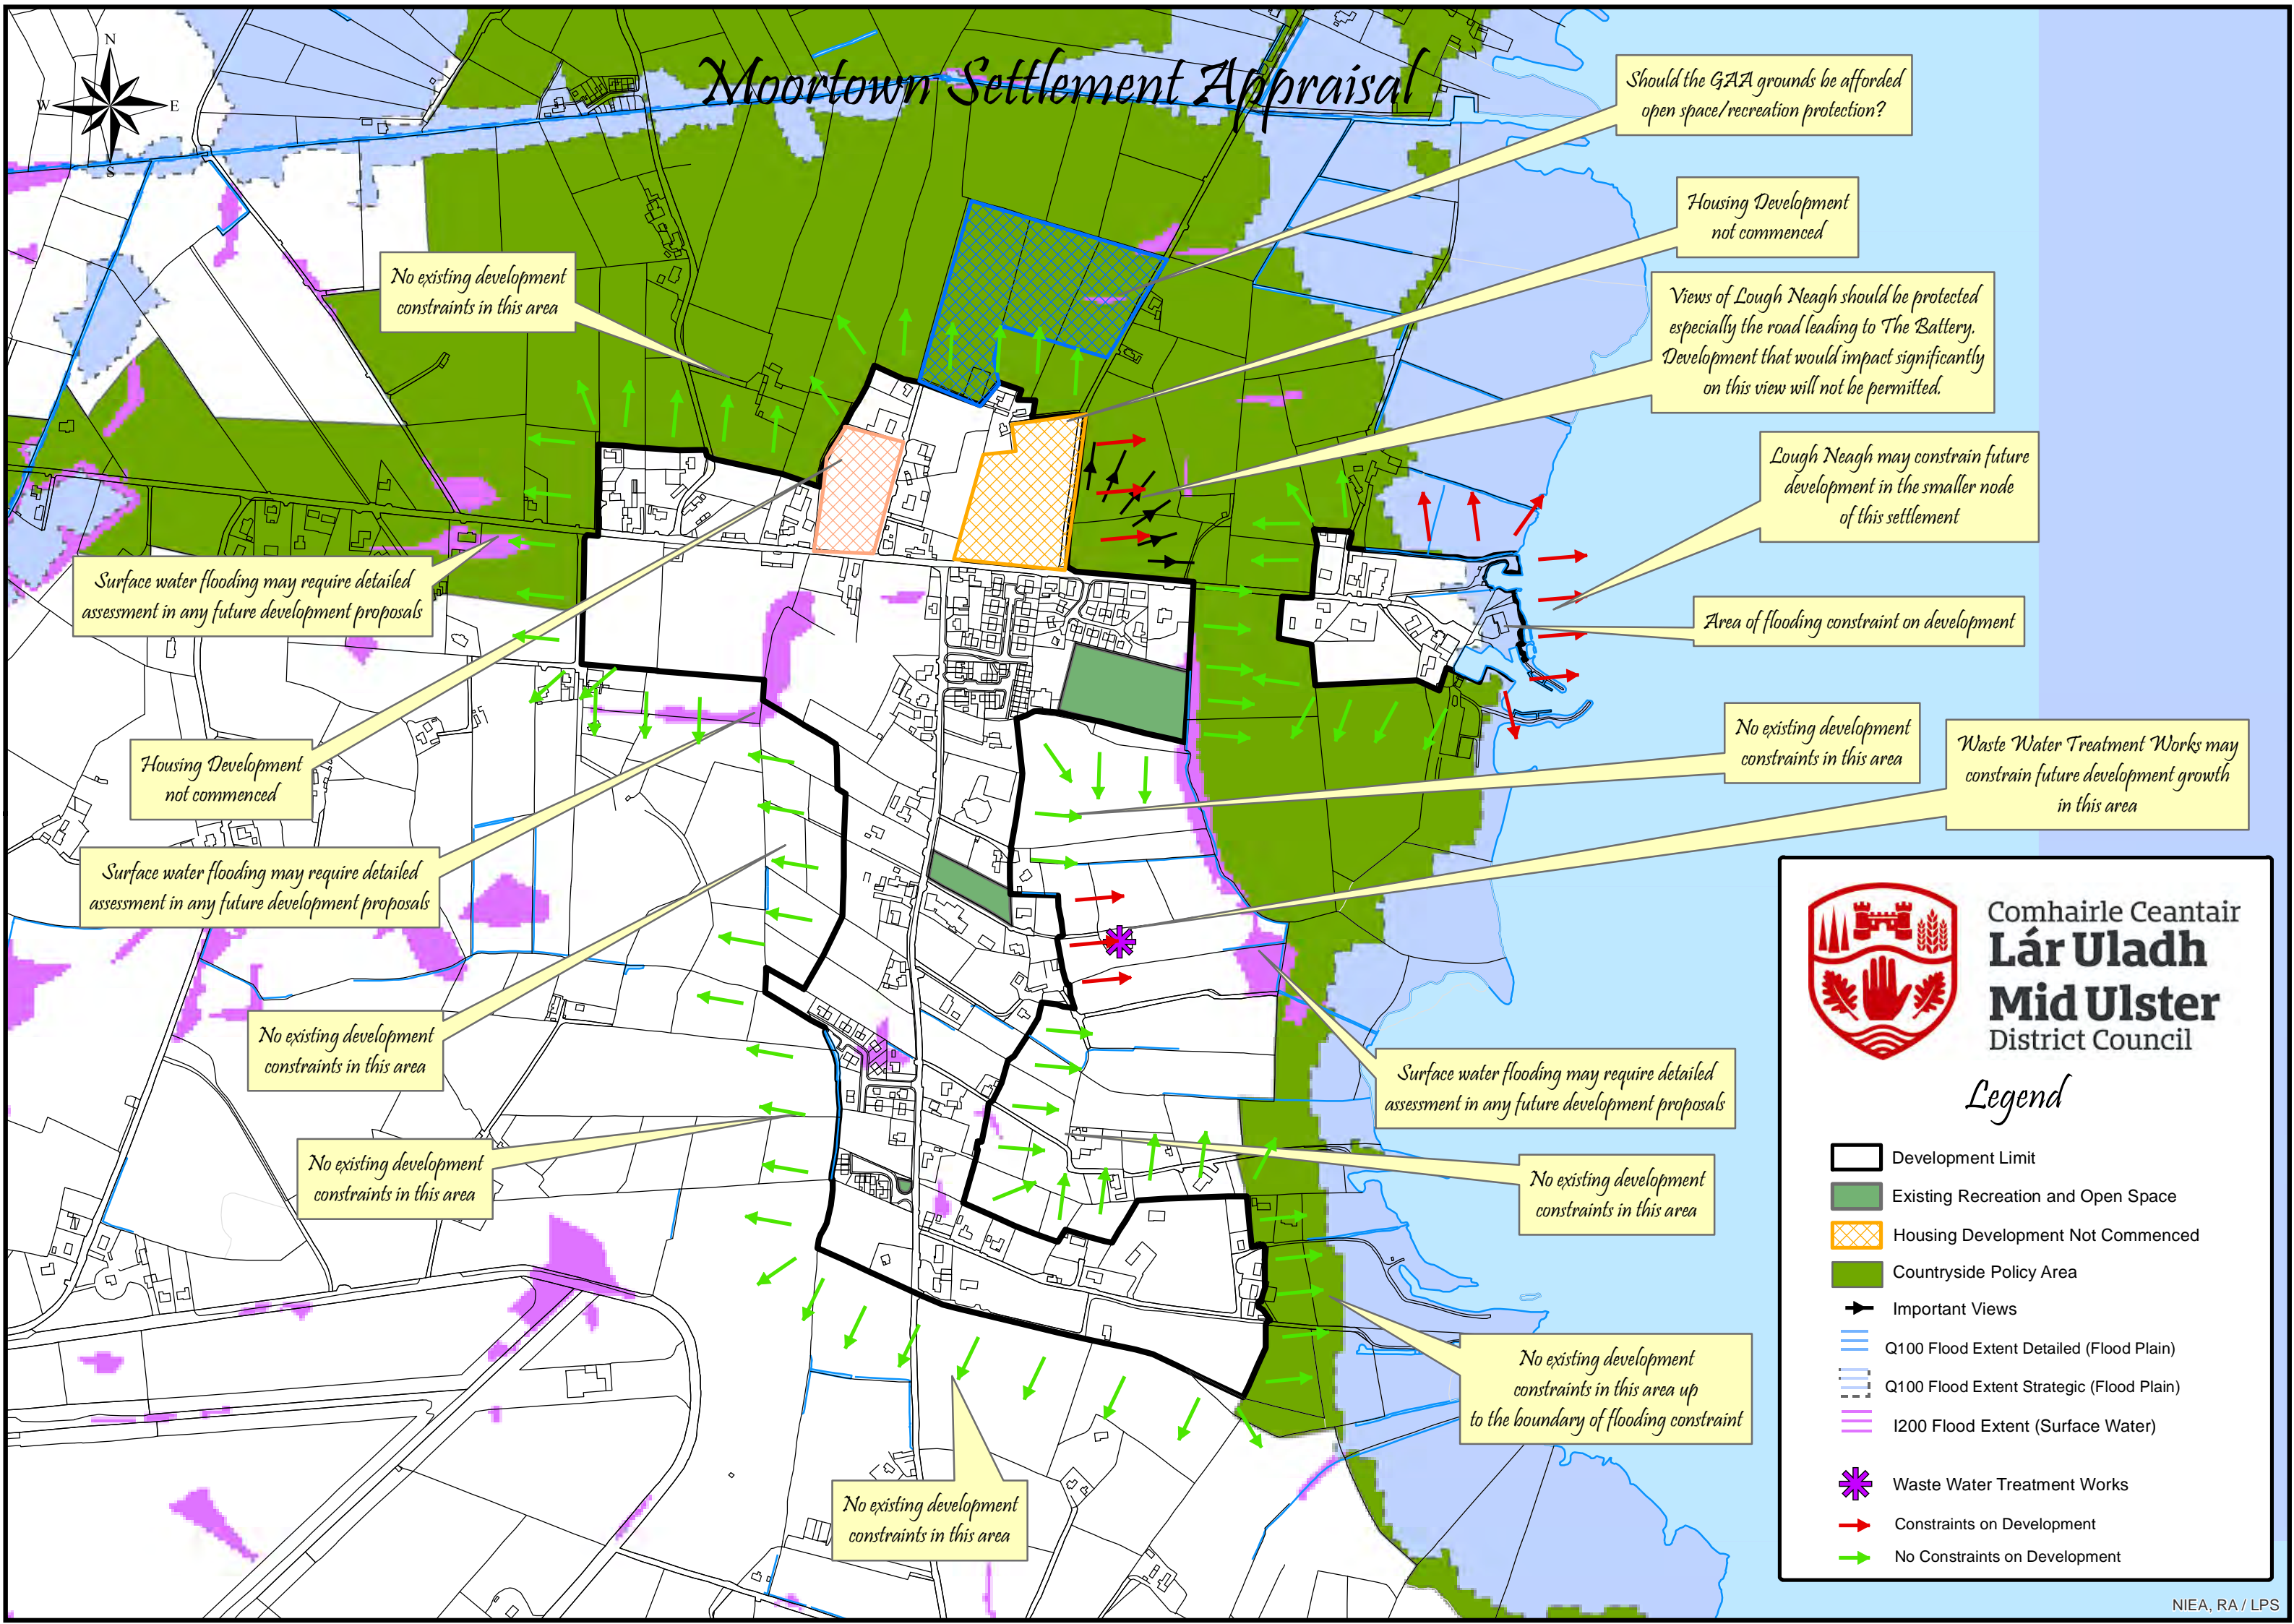 Moortown Settlement Appraisal
N
W
E
S
Should the GAA grounds be afforded
open space/recreation protection?
Housing Development
not commenced
No existing development
constraints in this area
Views of Lough Neagh should be protected
especially the road leading to The Battery.
Development that would impact significantly
on this view will not be permitted.
Lough Neagh may constrain future
development in the smaller node
of this settlement
Surface water flooding may require detailed
assessment in any future development proposals
Area of flooding constraint on development
No existing development
constraints in this area
Waste Water Treatment Works may
constrain future development growth
in this area
Housing Development
not commenced
Surface water flooding may require detailed
assessment in any future development proposals
No existing development
constraints in this area
Surface water flooding may require detailed
assessment in any future development proposals
No existing development
constraints in this area
No existing development
constraints in this area
No existing development
constraints in this area up
to the boundary of flooding constraint
No existing development
constraints in this area
Comhairle Ceantair
Lár Uladh
Mid Ulster
District Council
Legend
Development Limit
Existing Recreation and Open Space
Housing Development Not Commenced
Countryside Policy Area
Important Views
Q100 Flood Extent Detailed (Flood Plain)
Q100 Flood Extent Strategic (Flood Plain)
I200 Flood Extent (Surface Water)
Waste Water Treatment Works
Constraints on Development
No Constraints on Development
NIEA, RA / LPS